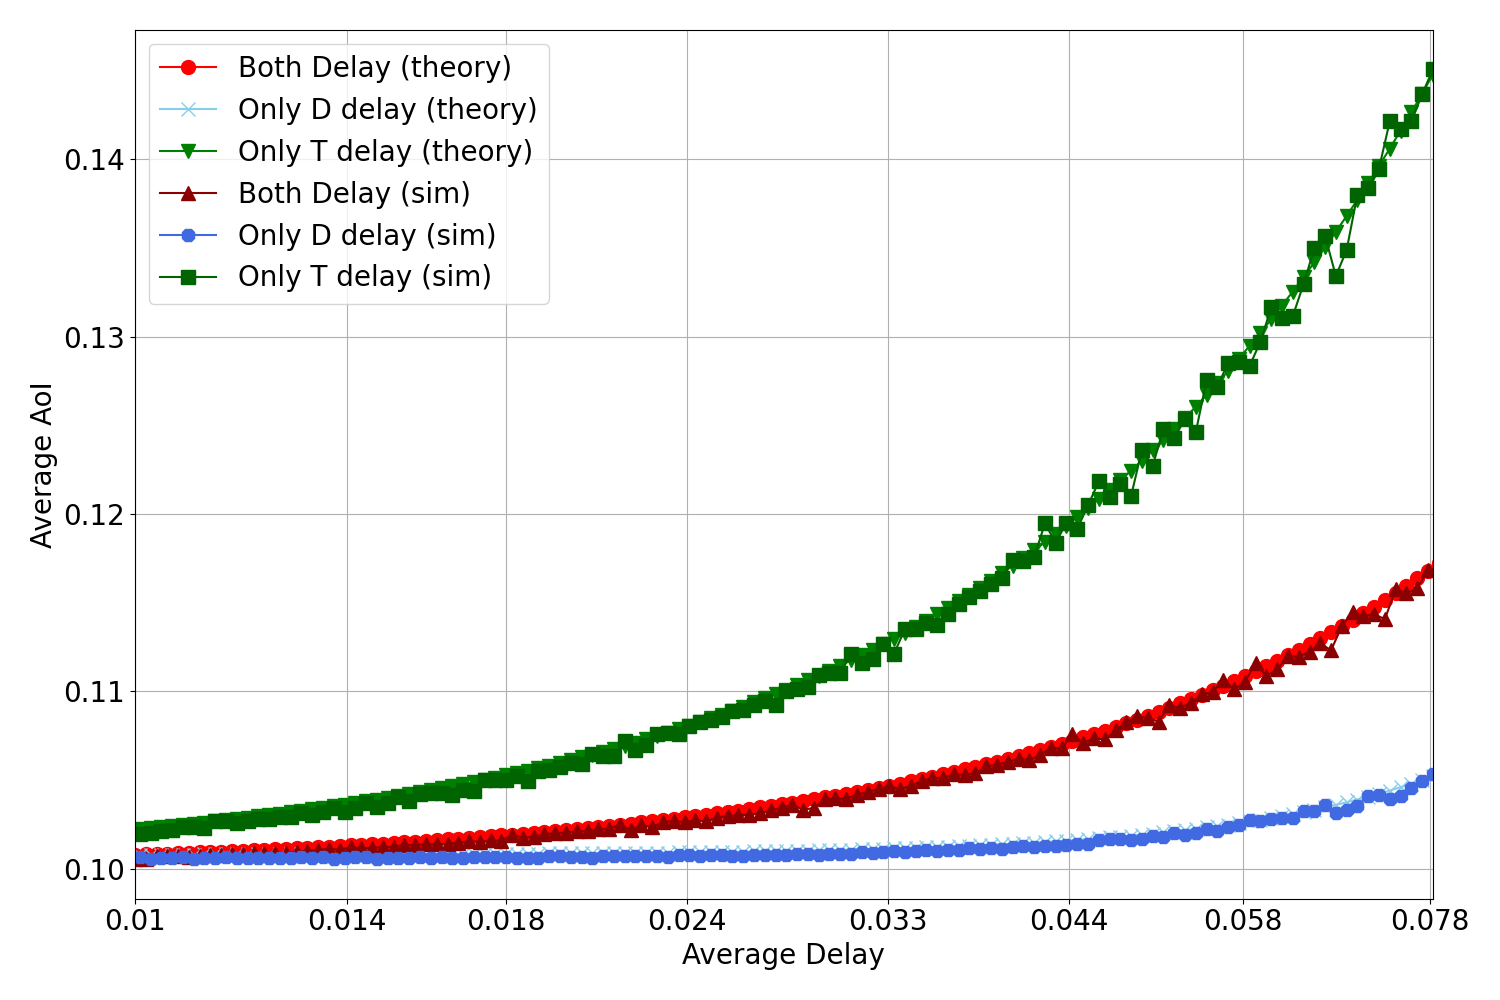 Both Delay (theory)
Only D delay (theory)
Only T delay (theory)
Both Delay (sim)
Only D delay (sim)
Only T delay (sim)
Average AoI
0.14
0.13
0.12
0.11
0.10
0.01 0.014 0.018 0.024 0.033 0.044 0.058 0.078
Average Delay